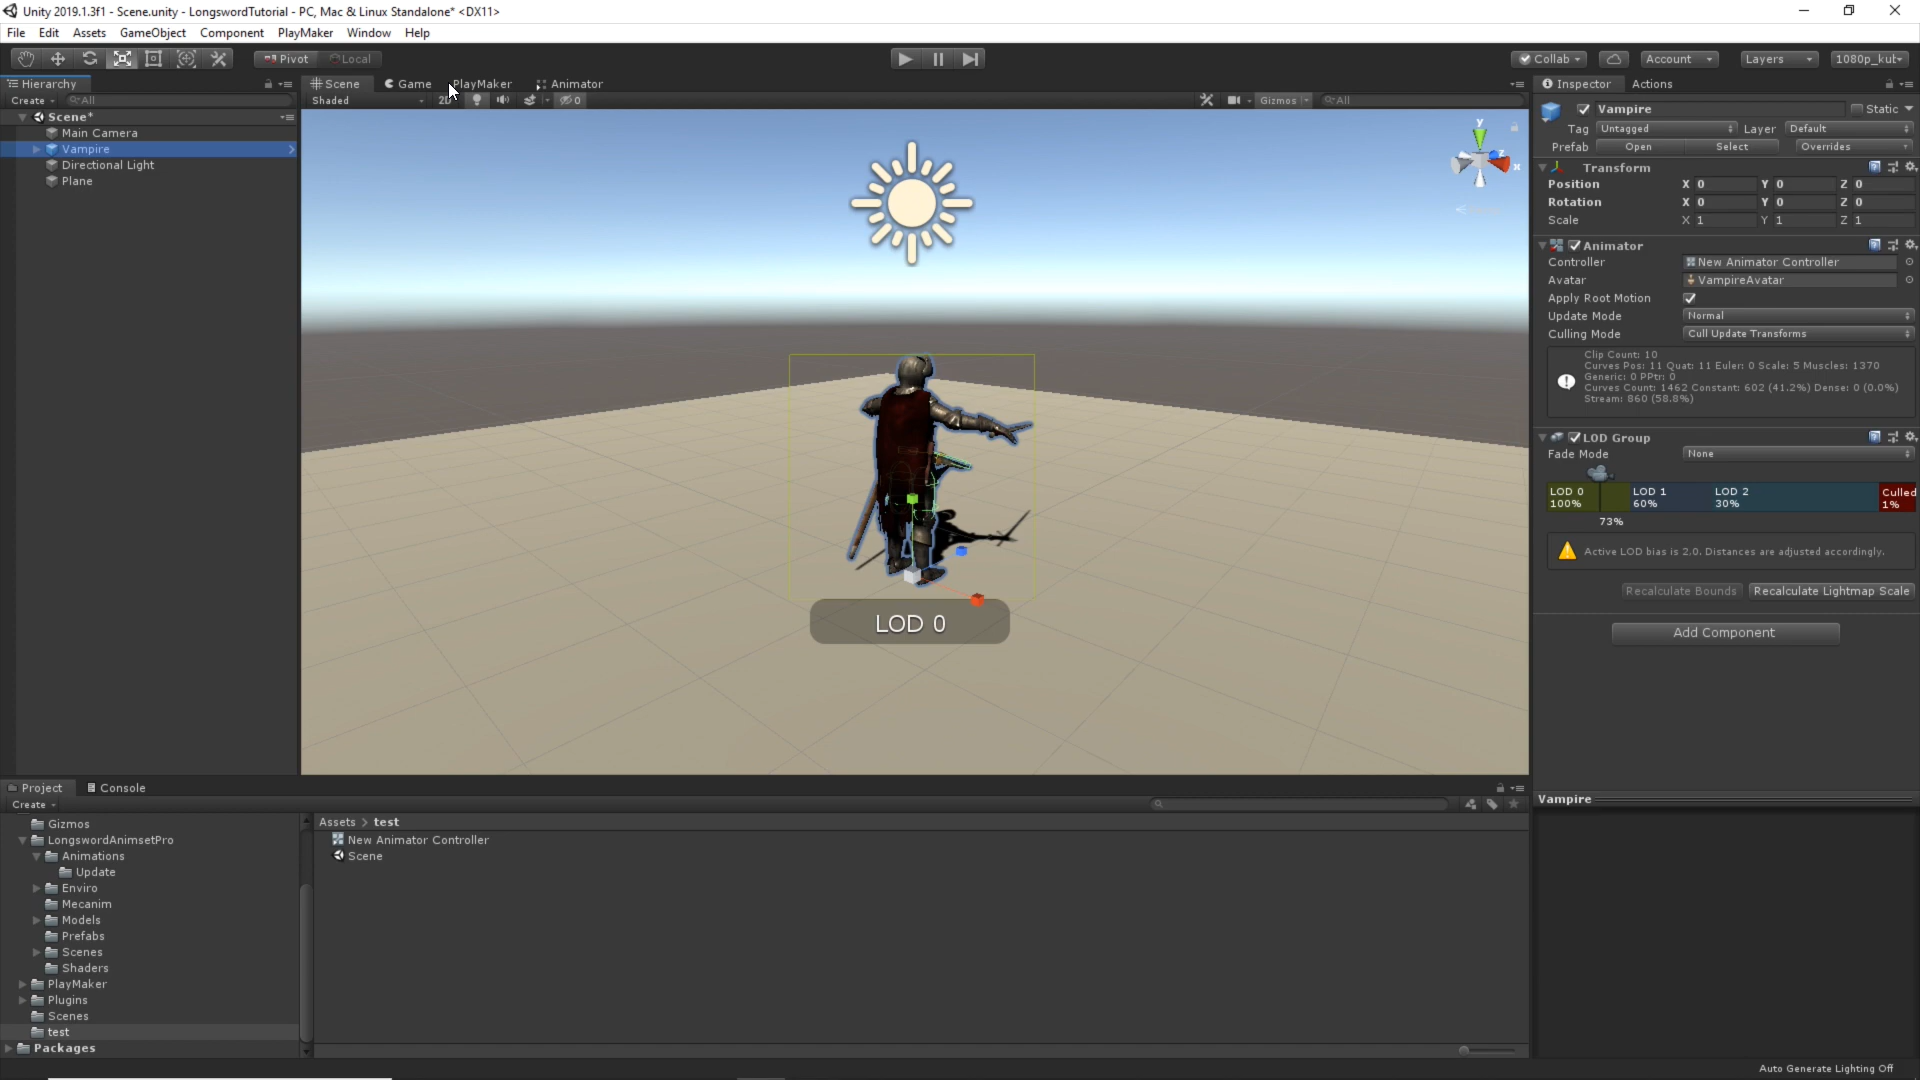 Unity 2019.1.3f1 - Scene.unity - LongswordTutorial - PC, Mac & Linux Standalone* <DX11>
File Edit Assets GameObject Component PlayMaker Window Help
Pivot Local
Collab Account Layers 1080p_kub
Hierarchy
Create All
Scene*
Main Camera
Vampire
Directional Light
Plane
Scene Game PlayMaker Animator
Shaded 2D 0 Gizmos All
y
z
x
LOD 0
Inspector Actions
Vampire Static
Tag Untagged Layer Default
Prefab Open Select Overrides
Transform
Position X 0 Y 0 Z 0
Rotation X 0 Y 0 Z 0
Scale X 1 Y 1 Z 1
Animator
Controller New Animator Controller
Avatar VampireAvatar
Apply Root Motion
Update Mode Normal
Culling Mode Cull Update Transforms
Clip Count: 10
Curves Pos: 11 Quat: 11 Euler: 0 Scale: 5 Muscles: 1370
Generic: 0 PPtr: 0
Curves Count: 1462 Constant: 602 (41.2%) Dense: 0 (0.0%)
Stream: 860 (58.8%)
LOD Group
Fade Mode None
LOD 0 LOD 1 LOD 2 Culled
100% 60% 30% 1%
73%
Active LOD bias is 2.0. Distances are adjusted accordingly.
Recalculate Bounds Recalculate Lightmap Scale
Add Component
Vampire
Project Console
Create
Gizmos
LongswordAnimsetPro
Animations
Update
Enviro
Mecanim
Models
Prefabs
Scenes
Shaders
PlayMaker
Plugins
Scenes
test
Packages
Assets > test
New Animator Controller
Scene
Auto Generate Lighting Off